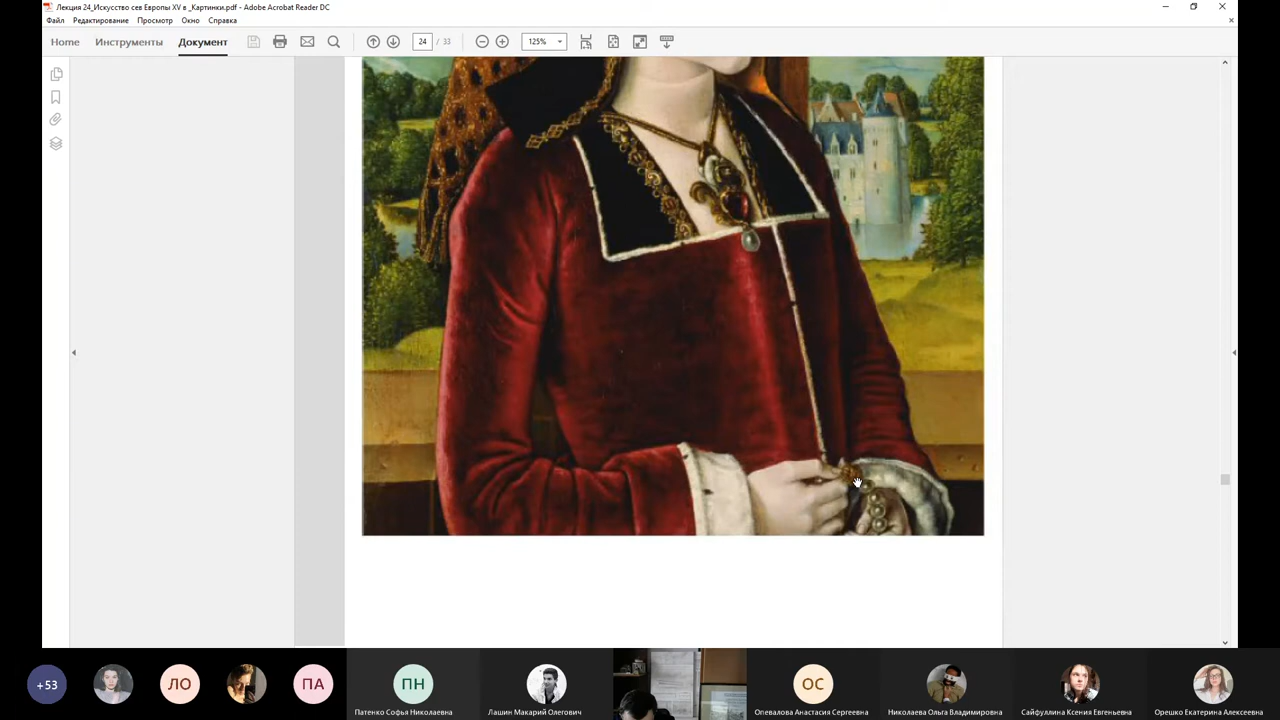 Лекция 24_Искусство сев Европы XV в _Картинки.pdf - Adobe Acrobat Reader DC
Файл Редактирование Просмотр Окно Справка
Home Инструменты Документ 24 / 33 125%
+53 ЛО ПА ПН ОС
Патенко Софья Николаевна Лашин Макарий Олегович Опевалова Анастасия Сергеевна Николаева Ольга Владимировна Сайфуллина Ксения Евгеньевна Орешко Екатерина Алексеевна